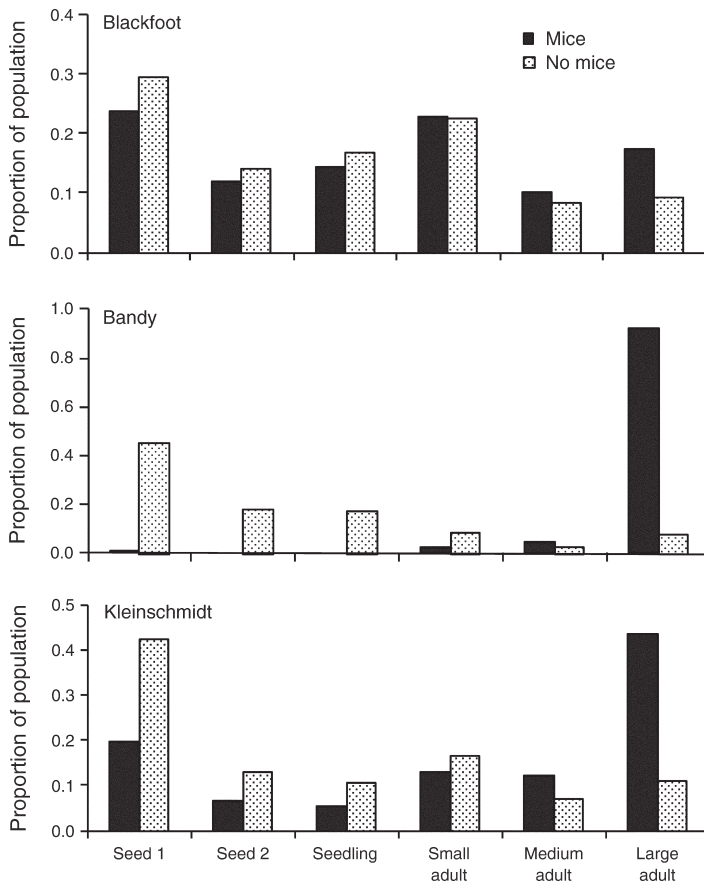 Blackfoot
Mice
No mice
Proportion of population
0.4
0.3
0.2
0.1
0.0
Bandy
Proportion of population
1.0
0.8
0.6
0.4
0.2
0.0
Kleinschmidt
Proportion of population
0.5
0.4
0.3
0.2
0.1
0.0
Seed 1
Seed 2
Seedling
Small
adult
Medium
adult
Large
adult